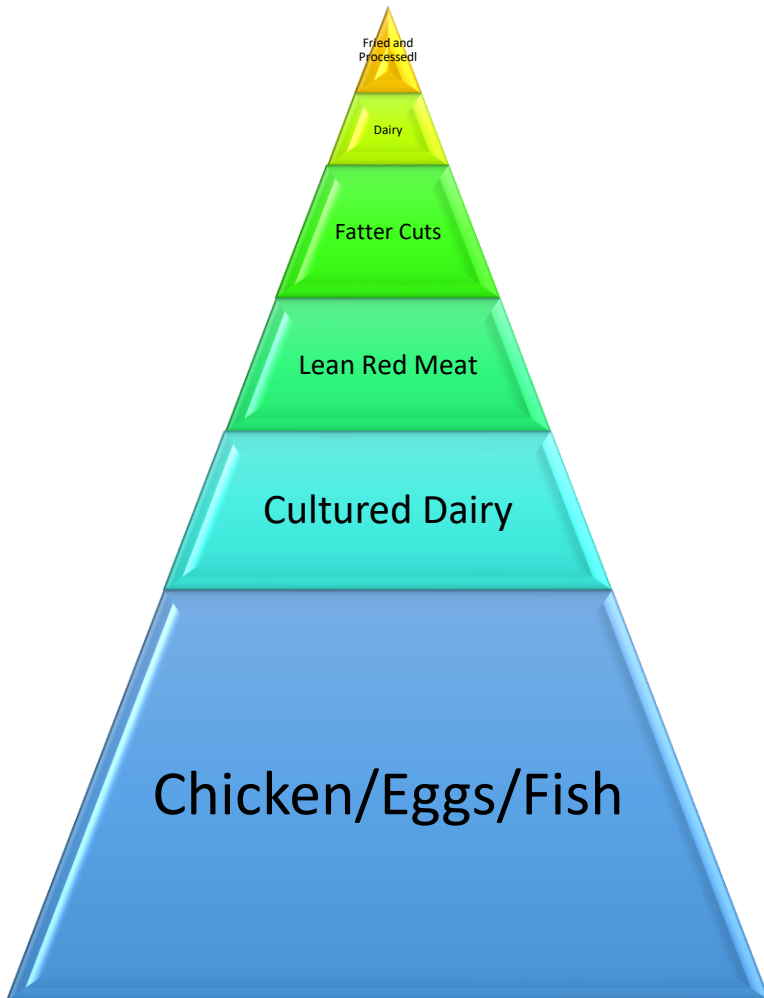 Fried and
Processedl
Dairy
Fatter Cuts
Lean Red Meat
Cultured Dairy
Chicken/Eggs/Fish